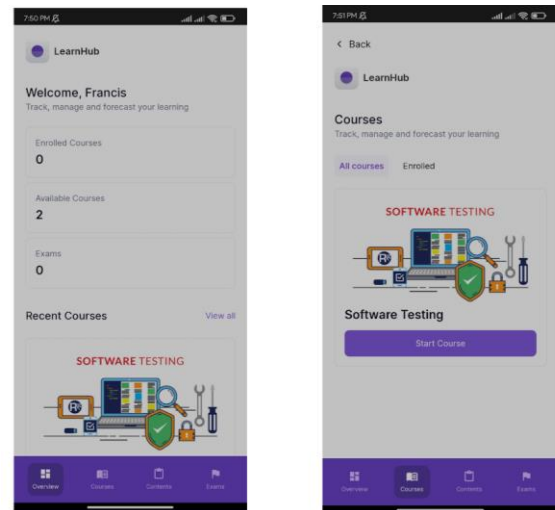 7:50 PM
LearnHub
Welcome, Francis
Track, manage and forecast your learning
Enrolled Courses
0
Available Courses
2
Exams
0
Recent Courses
View all
SOFTWARE TESTING
Overview
Courses
Contents
Exams
7:51 PM
< Back
LearnHub
Courses
Track, manage and forecast your learning
All courses
Enrolled
SOFTWARE TESTING
Software Testing
Start Course
Overview
Courses
Contents
Exams